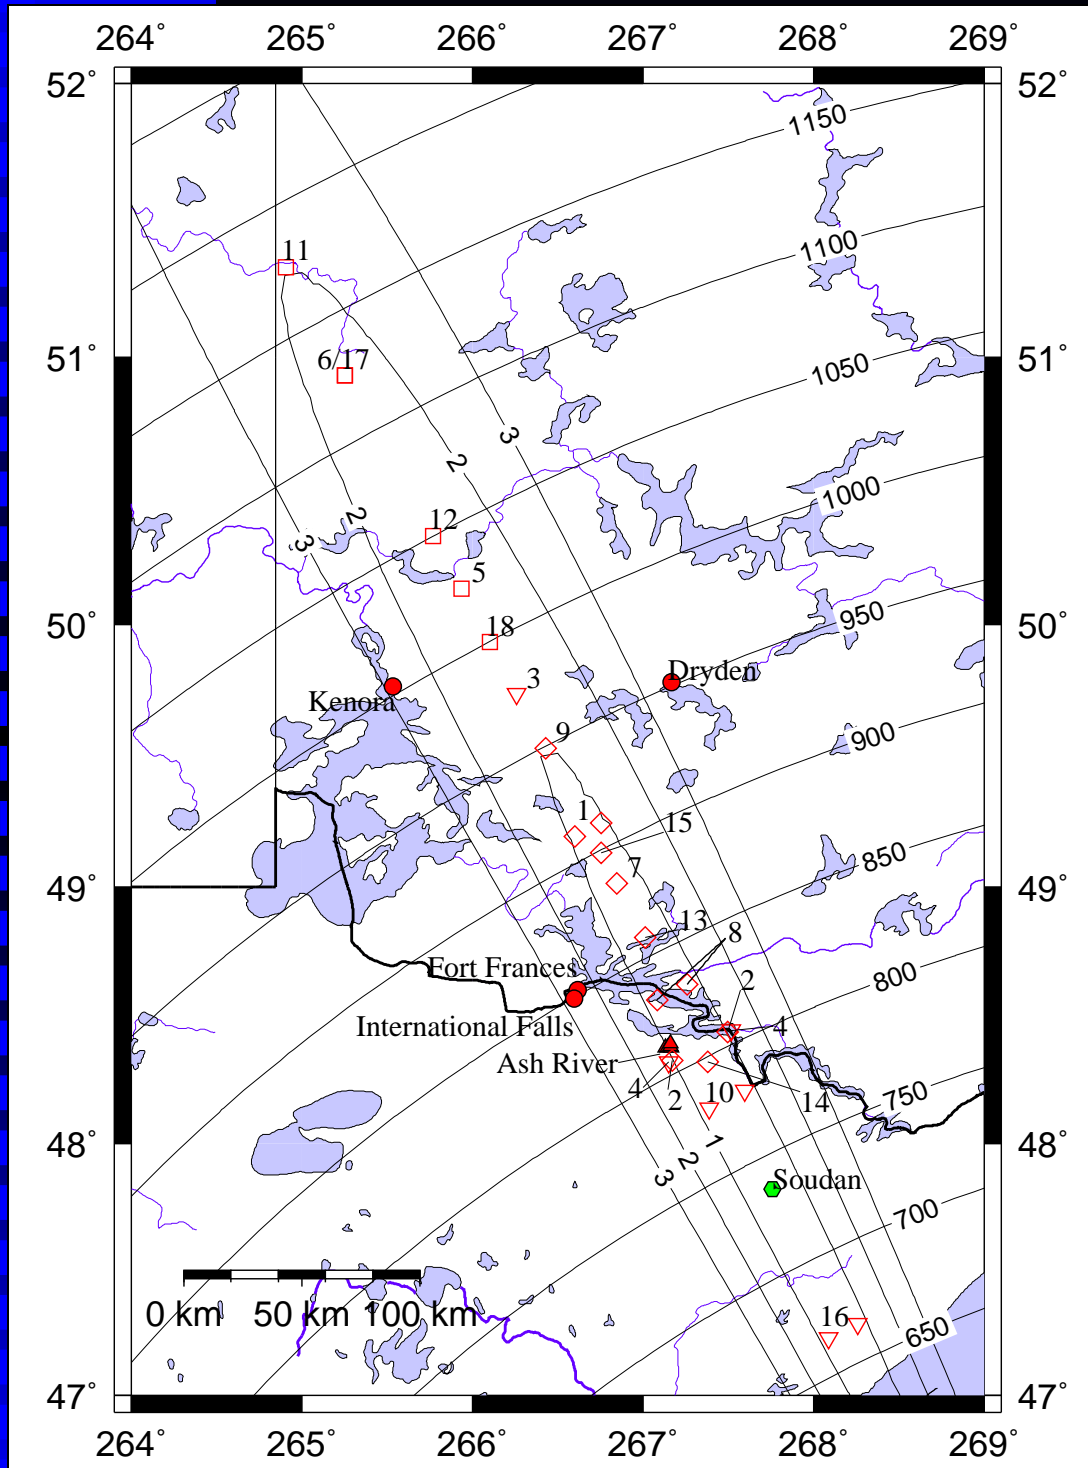 264° 265° 266° 267° 268° 269°
52° 52°
1150
1100
11
51° 6/17 51°
1050
3
2
1000
2 12
3
5
50° 18 950 50°
3 Dryden
Kenora
9 900
1 15
850
7
49° 49°
13 8
Fort Frances 800
2
International Falls 4
Ash River
4 2 10 14 750
48° 1 48°
2
3 Soudan
700
0 km 50 km 100 km 16
650
47° 47°
264° 265° 266° 267° 268° 269°